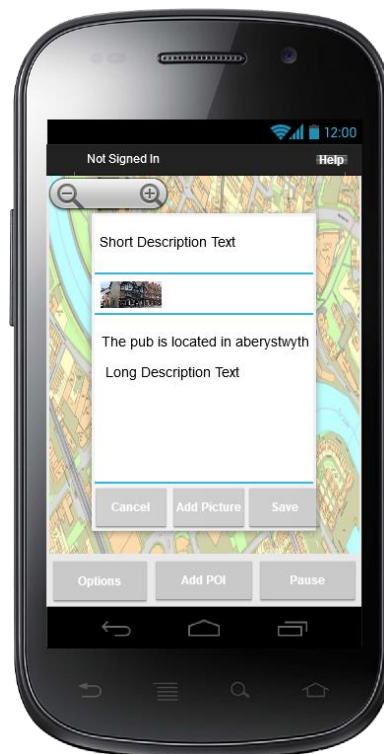 12:00
Not Signed In Help
Short Description Text
The pub is located in aberystwyth
Long Description Text
Cancel Add Picture Save
Options Add POI Pause